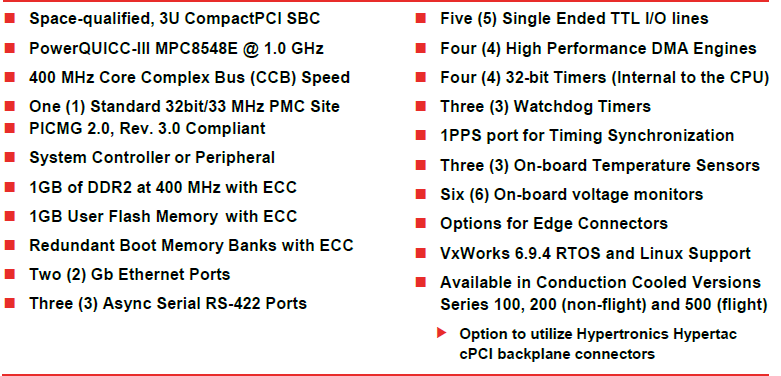 Space-qualified, 3U CompactPCI SBC
PowerQUICC-III MPC8548E @ 1.0 GHz
400 MHz Core Complex Bus (CCB) Speed
One (1) Standard 32bit/33 MHz PMC Site
PICMG 2.0, Rev. 3.0 Compliant
System Controller or Peripheral
1GB of DDR2 at 400 MHz with ECC
1GB User Flash Memory with ECC
Redundant Boot Memory Banks with ECC
Two (2) Gb Ethernet Ports
Three (3) Async Serial RS-422 Ports
Five (5) Single Ended TTL I/O lines
Four (4) High Performance DMA Engines
Four (4) 32-bit Timers (Internal to the CPU)
Three (3) Watchdog Timers
1PPS port for Timing Synchronization
Three (3) On-board Temperature Sensors
Six (6) On-board voltage monitors
Options for Edge Connectors
VxWorks 6.9.4 RTOS and Linux Support
Available in Conduction Cooled Versions
Series 100, 200 (non-flight) and 500 (flight)
Option to utilize Hypertronics Hypertac
cPCI backplane connectors